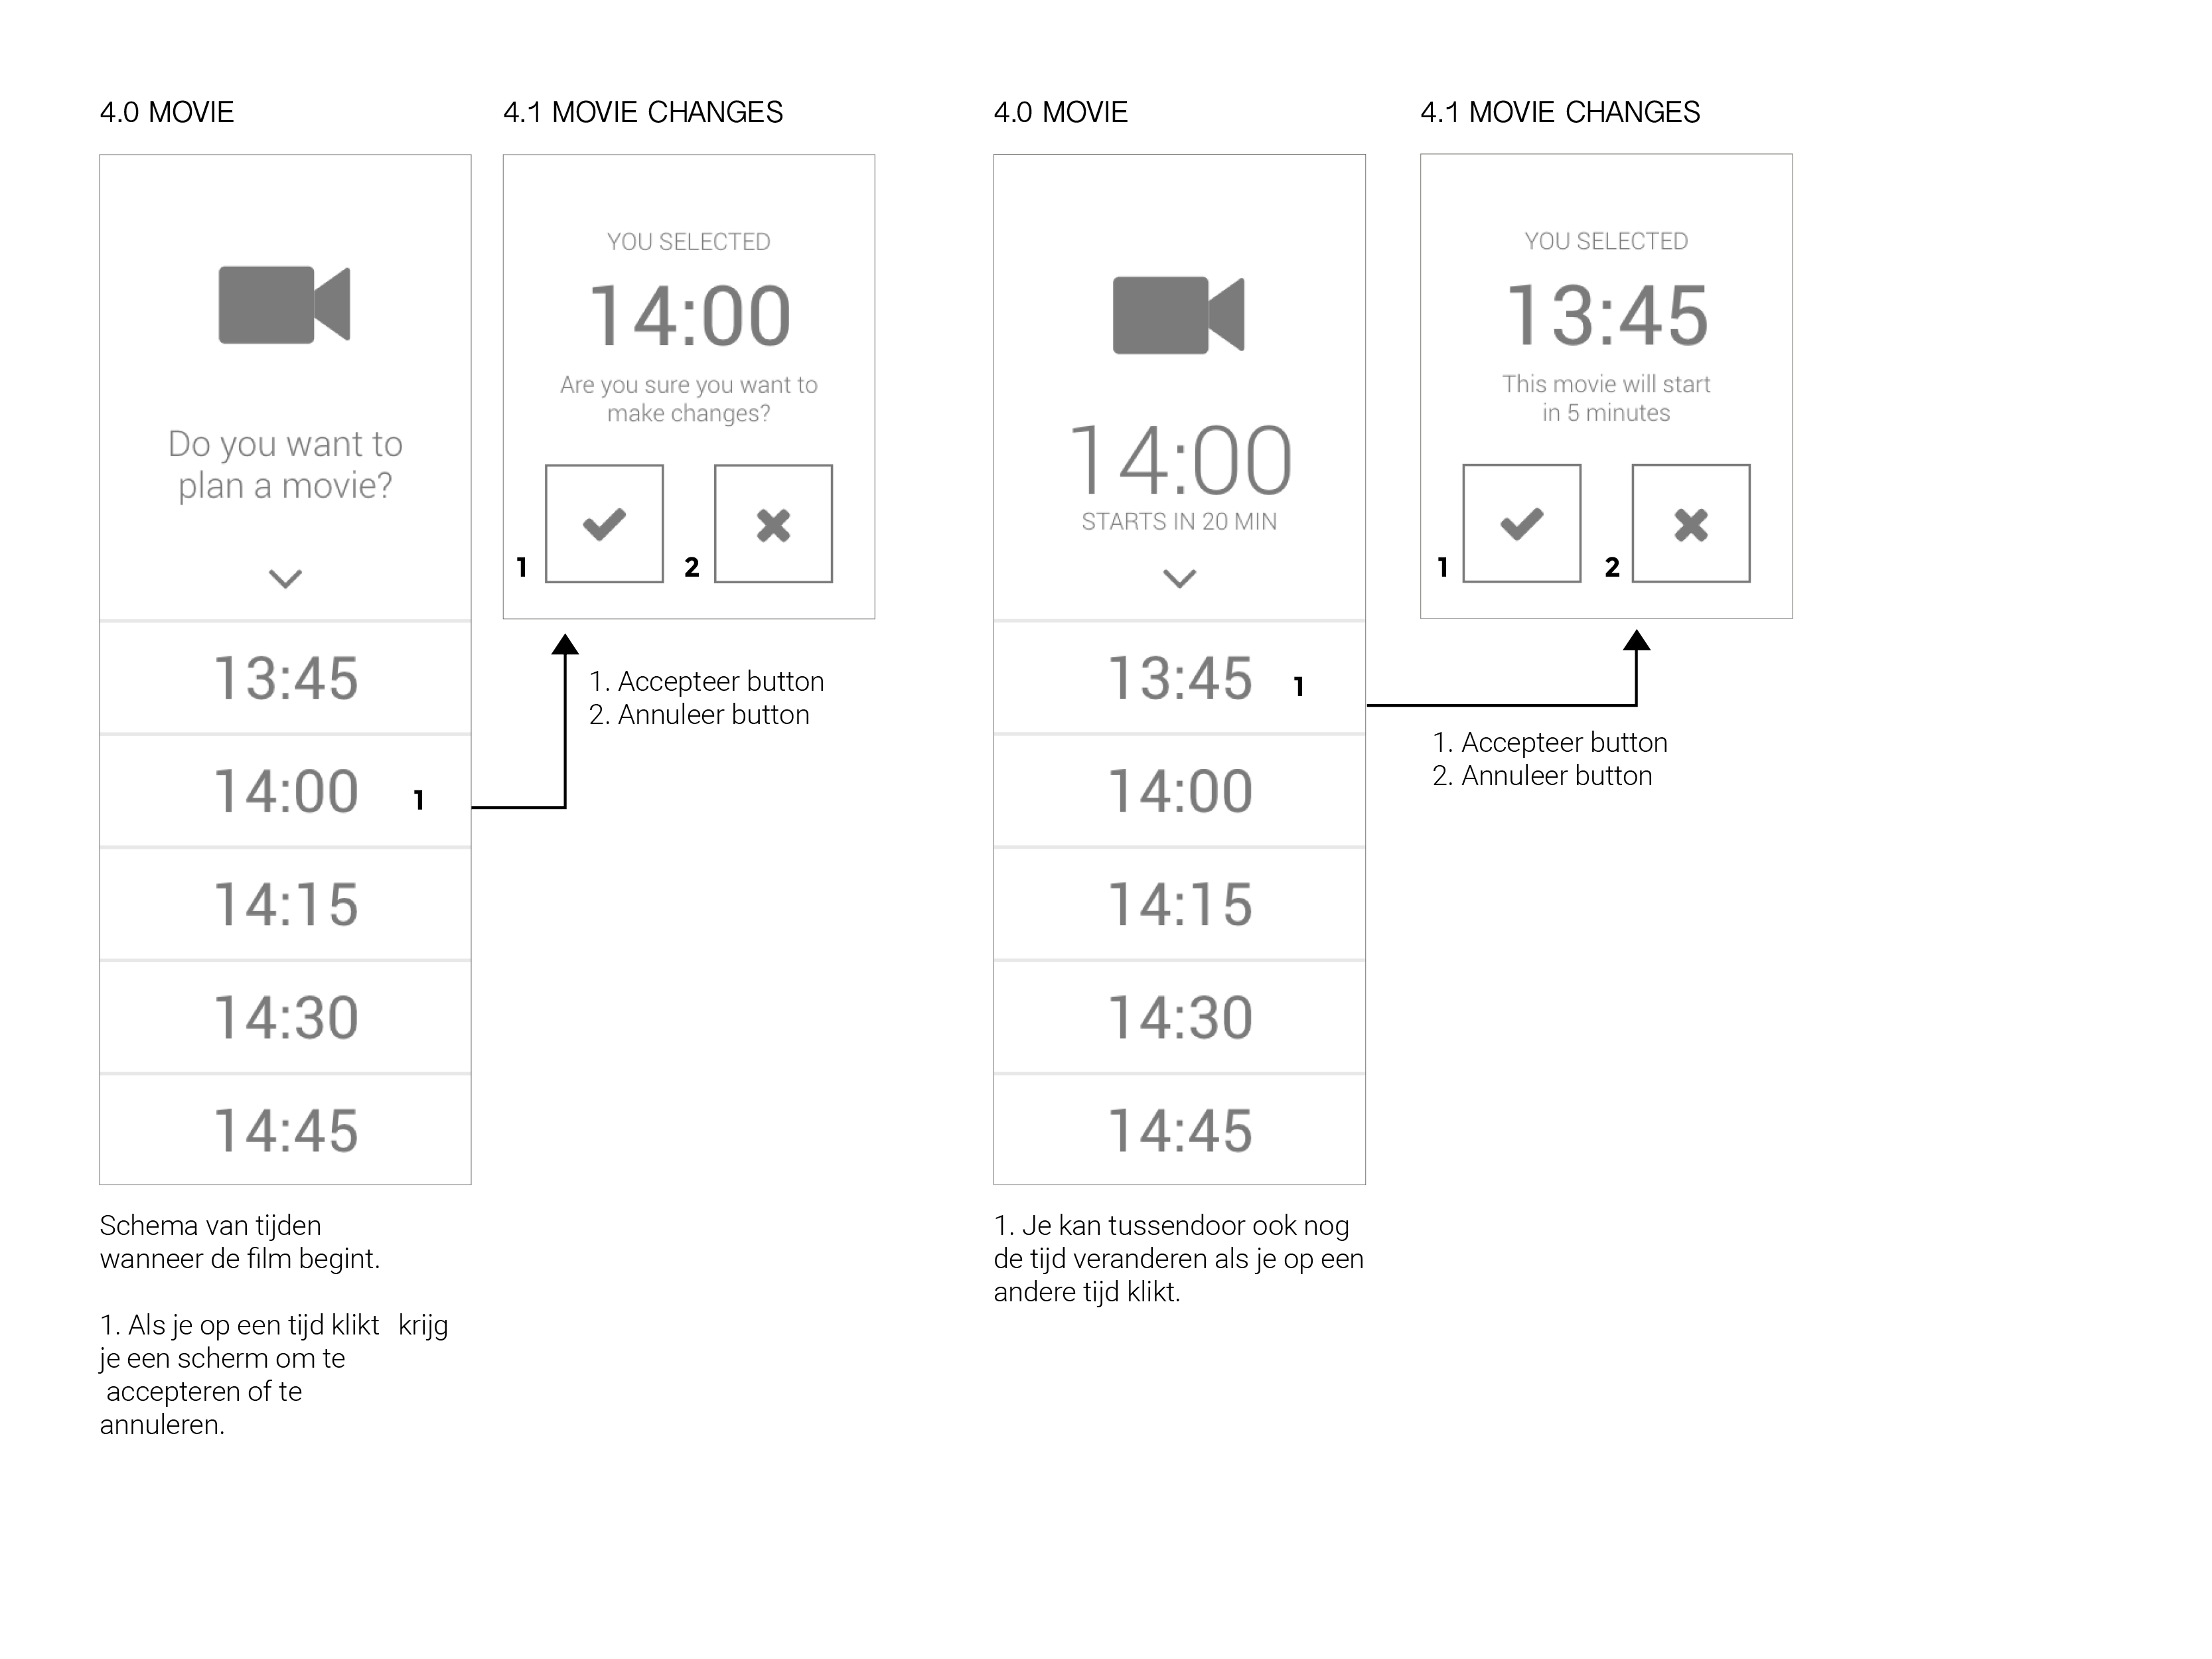 4.0 MOVIE
Do you want to
plan a movie?
13:45
14:00
1
14:15
14:30
14:45
Schema van tijden
wanneer de film begint.
1. Als je op een tijd klikt   krijg
je een scherm om te
accepteren of te
annuleren.
4.1 MOVIE CHANGES
YOU SELECTED
14:00
Are you sure you want to
make changes?
1
2
1. Accepteer button
2. Annuleer button
4.0 MOVIE
14:00
STARTS IN 20 MIN
13:45
1
14:00
14:15
14:30
14:45
1. Je kan tussendoor ook nog
de tijd veranderen als je op een
andere tijd klikt.
4.1 MOVIE CHANGES
YOU SELECTED
13:45
This movie will start
in 5 minutes
1
2
1. Accepteer button
2. Annuleer button